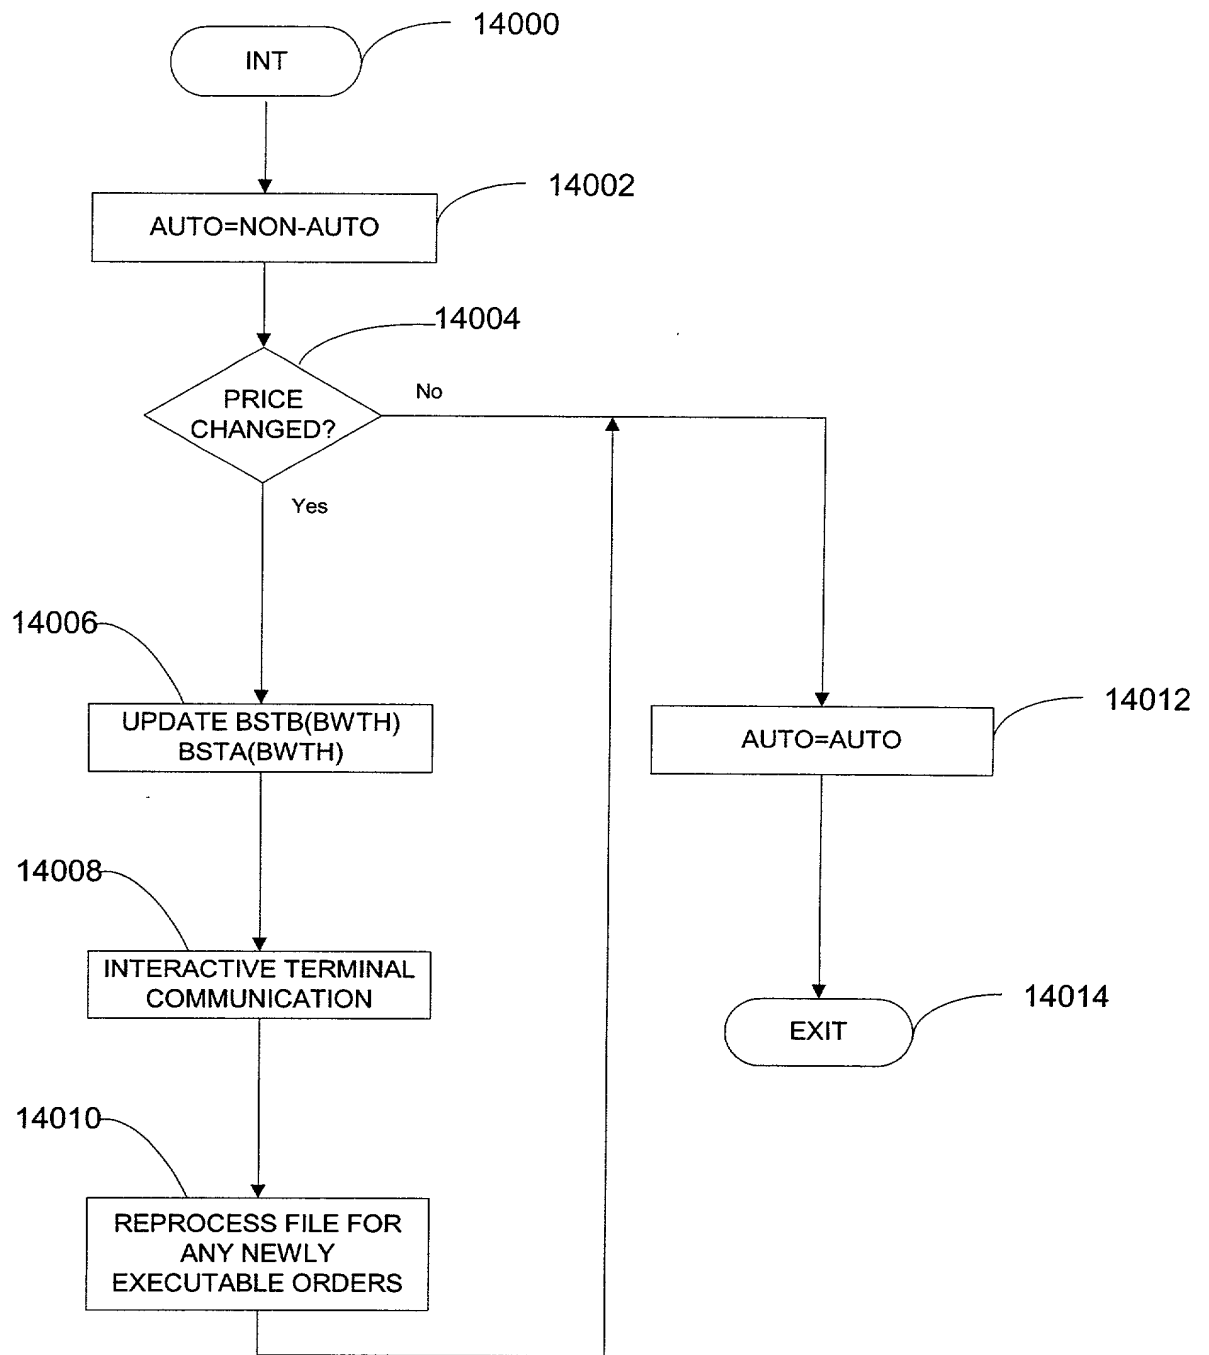 14000
INT
14002
AUTO=NON-AUTO
14004
PRICE
CHANGED?
No
Yes
14006
UPDATE BSTB(BWTH)
BSTA(BWTH)
14012
AUTO=AUTO
14008
INTERACTIVE TERMINAL
COMMUNICATION
14014
EXIT
14010
REPROCESS FILE FOR
ANY NEWLY
EXECUTABLE ORDERS